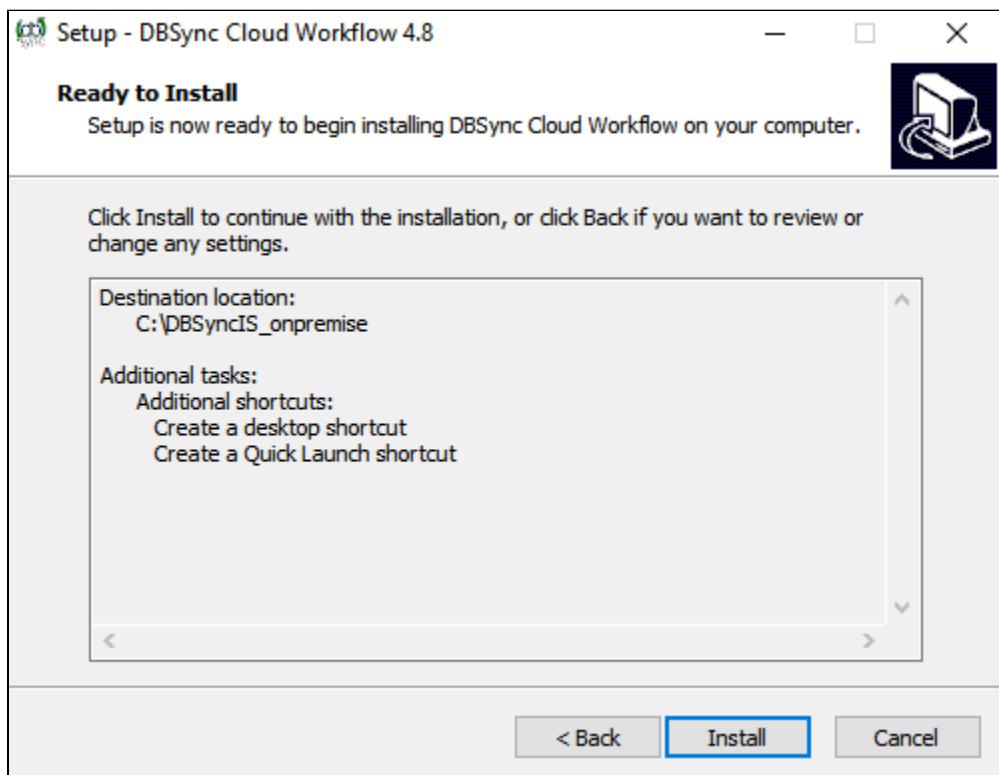 Setup - DBSync Cloud Workflow 4.8
Ready to Install
Setup is now ready to begin installing DBSync Cloud Workflow on your computer.
Click Install to continue with the installation, or click Back if you want to review or
change any settings.
Destination location:
C:\DBSyncIS_onpremise
Additional tasks:
Additional shortcuts:
Create a desktop shortcut
Create a Quick Launch shortcut
< Back
Install
Cancel